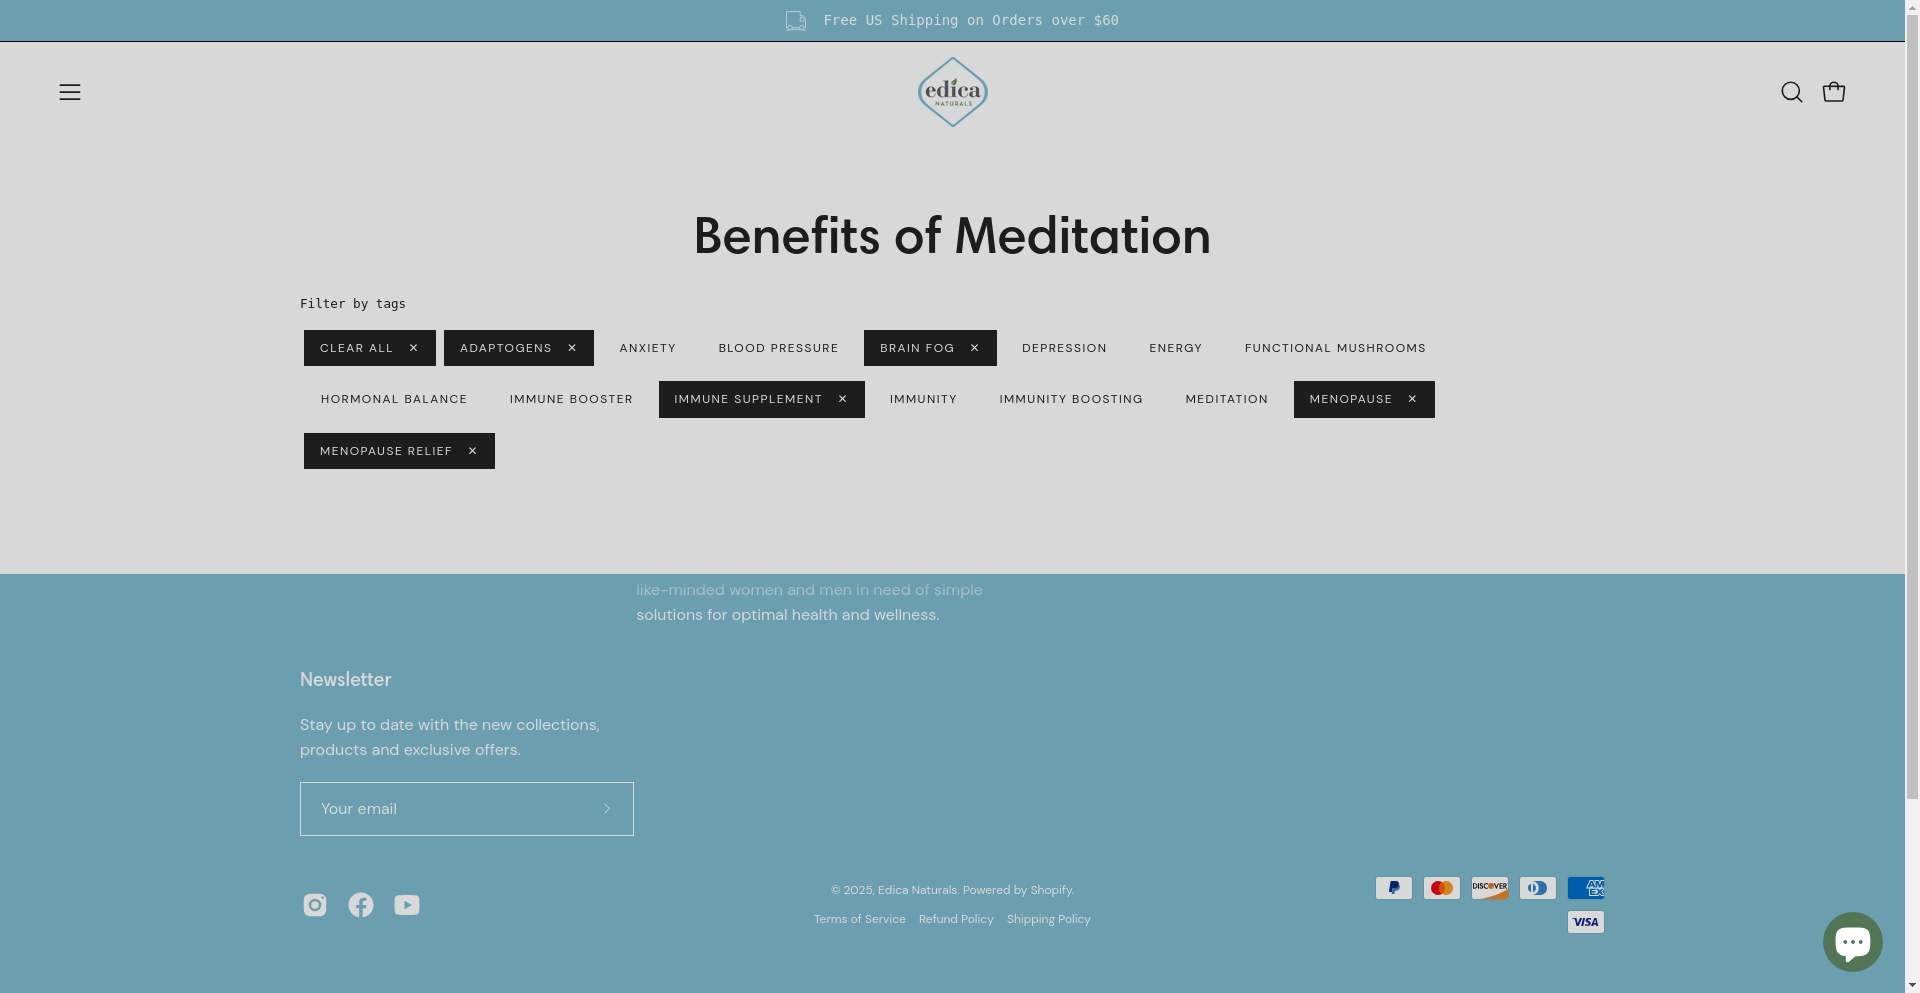 Free US Shipping on Orders over $60
edica
NATURALS
Benefits of Meditation
Filter by tags
CLEAR ALL ✕ ADAPTOGENS ✕ ANXIETY BLOOD PRESSURE BRAIN FOG ✕ DEPRESSION ENERGY FUNCTIONAL MUSHROOMS
HORMONAL BALANCE IMMUNE BOOSTER IMMUNE SUPPLEMENT ✕ IMMUNITY IMMUNITY BOOSTING MEDITATION MENOPAUSE ✕
MENOPAUSE RELIEF ✕
like-minded women and men in need of simple
solutions for optimal health and wellness.
Newsletter
Stay up to date with the new collections,
products and exclusive offers.
Your email
© 2025, Edica Naturals. Powered by Shopify.
Terms of Service Refund Policy Shipping Policy
DISCOVER
AM
EX
VISA